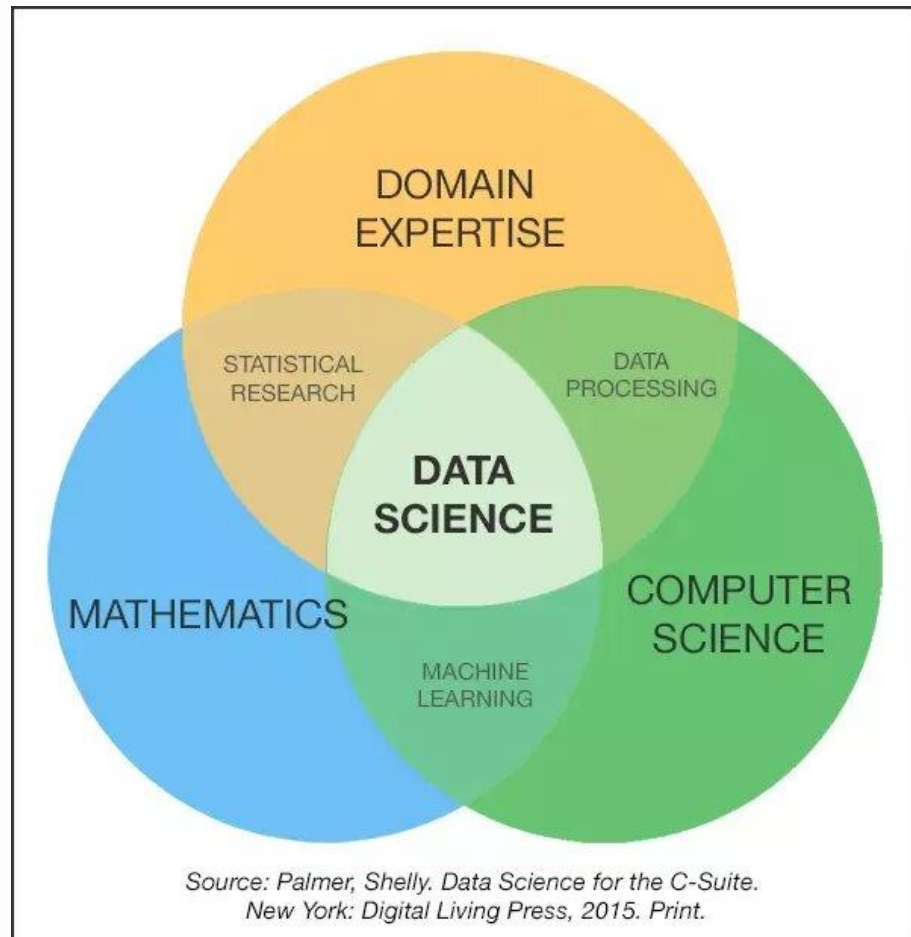 DOMAIN
EXPERTISE
STATISTICAL
RESEARCH
DATA
PROCESSING
DATA
SCIENCE
MATHEMATICS
COMPUTER
SCIENCE
MACHINE
LEARNING
Source: Palmer, Shelly. Data Science for the C-Suite.
New York: Digital Living Press, 2015. Print.